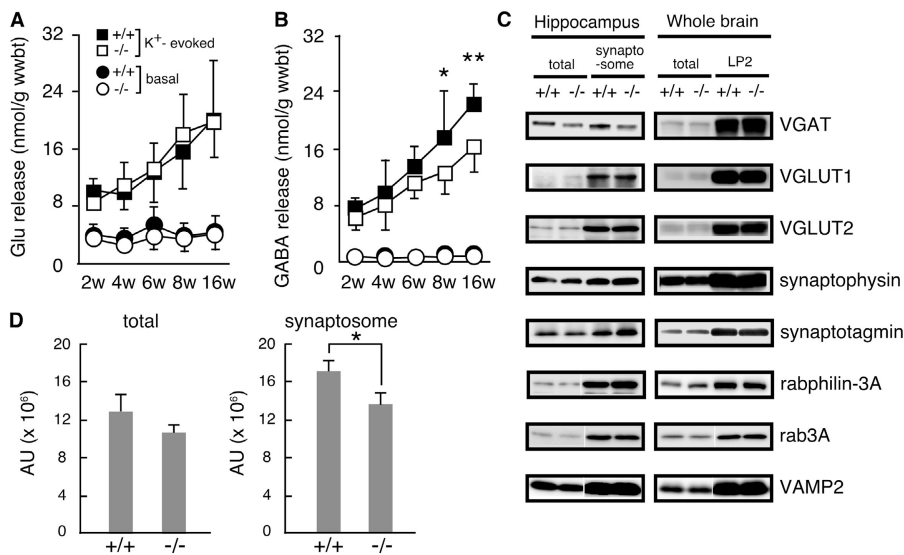 A
Glu release (nmol/g wwbt)
32
24
16
8
0
+/+
-/-
K+- evoked
+/+
-/-
basal
2w 4w 6w 8w 16w
B
GABA release (nmol/g wwbt)
32
24
16
8
0
* **
2w 4w 6w 8w 16w
C
Hippocampus Whole brain
total synapto-some total LP2
+/+ -/- +/+ -/- +/+ -/- +/+ -/-
VGAT
VGLUT1
VGLUT2
synaptophysin
synaptotagmin
rabphilin-3A
rab3A
VAMP2
D
total
AU (x 10⁶)
20
16
12
8
4
0
+/+ -/-
synaptosome
*
AU (x 10⁶)
20
16
12
8
4
0
+/+ -/-